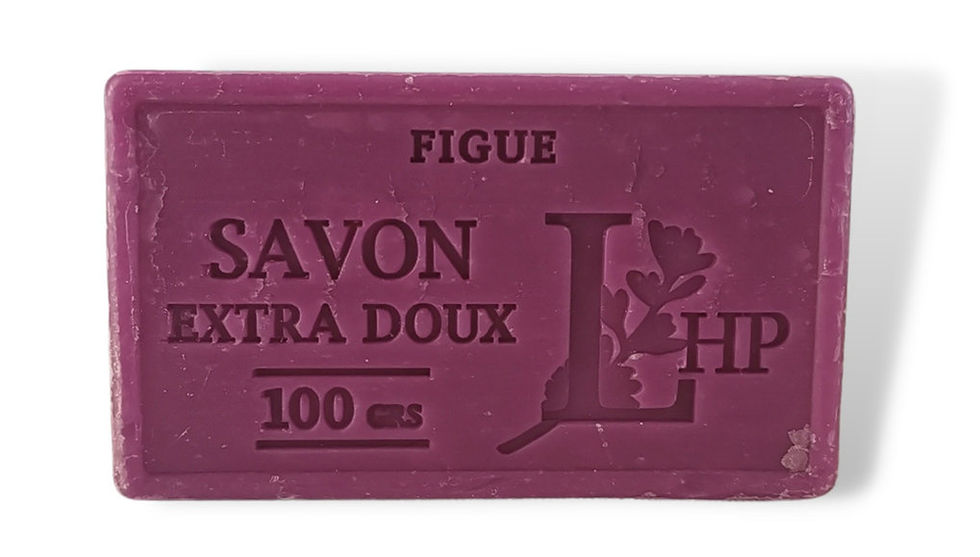 FIGUE
SAVON
EXTRA DOUX
100 GRS
LHP